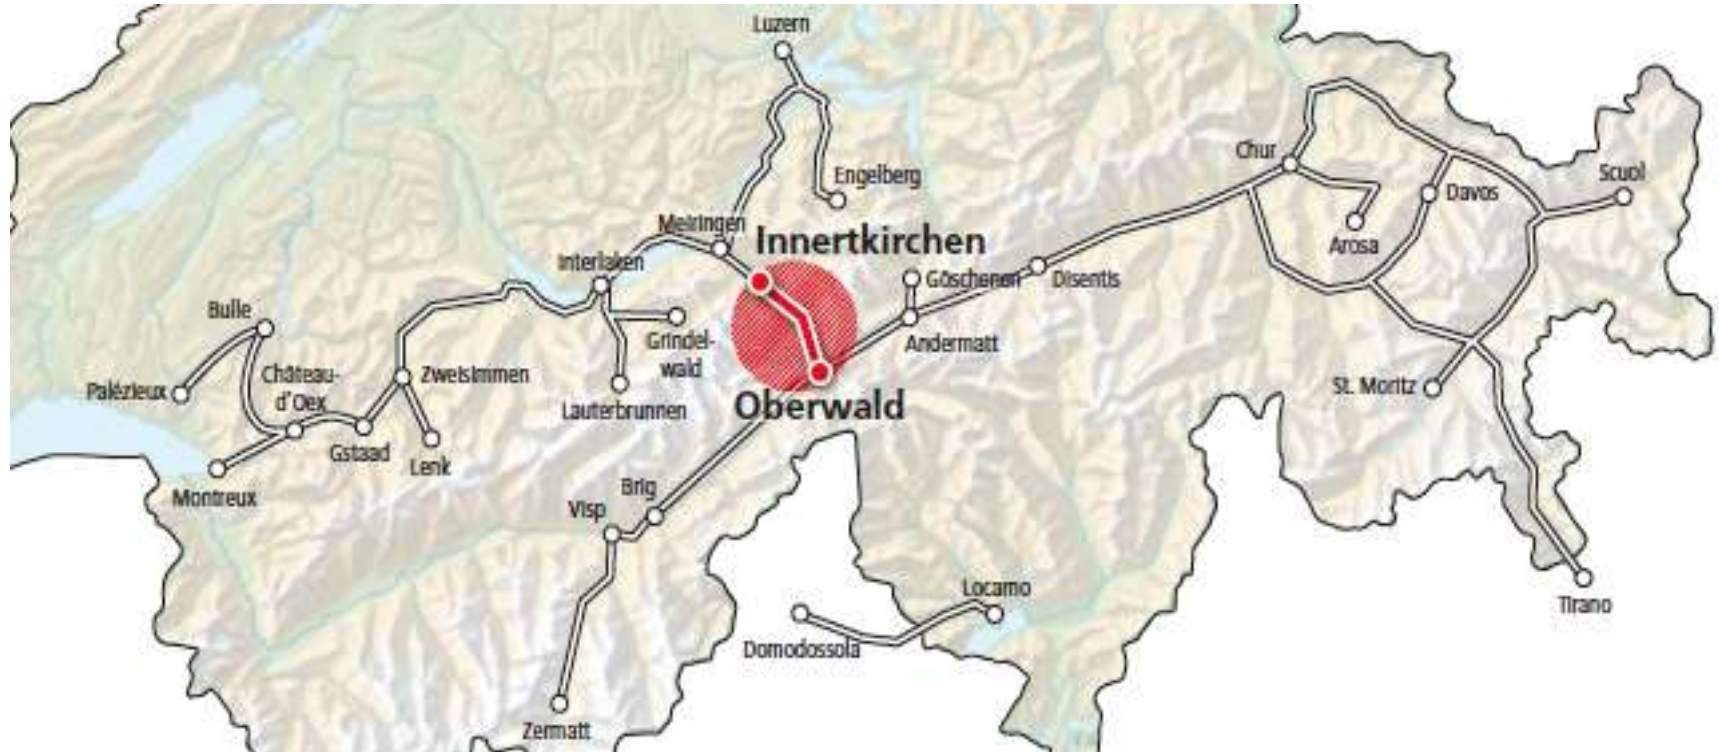 Luzern
Chur
Engelberg
Scuol
Davos
Meiringen
Innertkirchen
Arosa
Interlaken
Göschenen
Disentis
Bulle
Grindel-
wald
Andermatt
Palézieux
Château-
d'Oex
Zweisimmen
St. Moritz
Lauterbrunnen
Oberwald
Gstaad
Lenk
Montreux
Brig
Visp
Locarno
Tirano
Domodossola
Zermatt